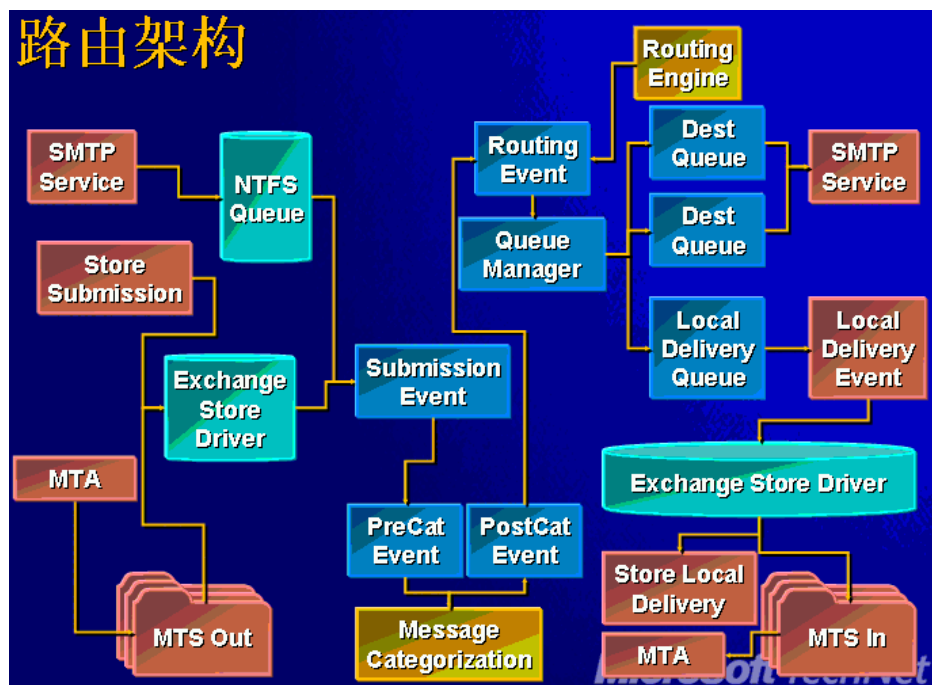 路由架构
Routing
Engine
SMTP
Service
NTFS
Queue
Routing
Event
Dest
Queue
SMTP
Service
Dest
Queue
Queue
Manager
Store
Submission
Local
Delivery
Queue
Local
Delivery
Event
Exchange
Store
Driver
Submission
Event
MTA
Exchange Store Driver
PreCat
Event
PostCat
Event
Store Local
Delivery
MTS Out
Message
Categorization
MTA
MTS In
Microsoft TechNet